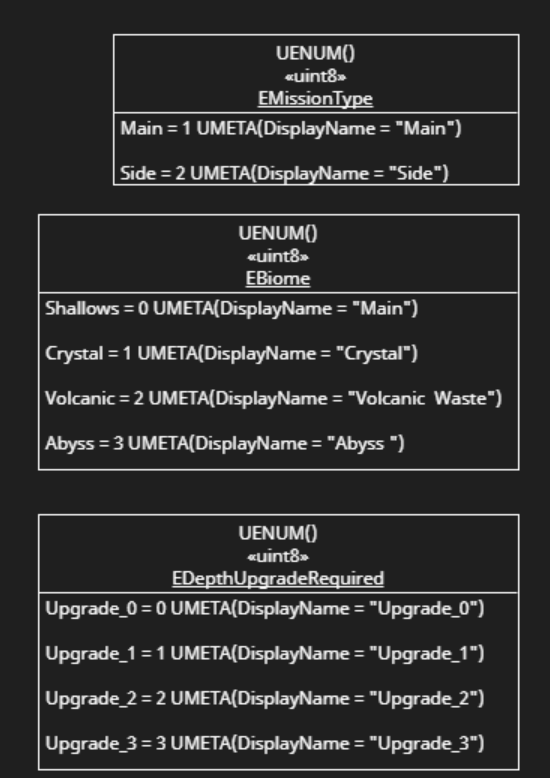 UENUM()
«uint8»
EMissionType
Main = 1 UMETA(DisplayName = "Main")
Side = 2 UMETA(DisplayName = "Side")
UENUM()
«uint8»
EBiome
Shallows = 0 UMETA(DisplayName = "Main")
Crystal = 1 UMETA(DisplayName = "Crystal")
Volcanic = 2 UMETA(DisplayName = "Volcanic  Waste")
Abyss = 3 UMETA(DisplayName = "Abyss ")
UENUM()
«uint8»
EDepthUpgradeRequired
Upgrade_0 = 0 UMETA(DisplayName = "Upgrade_0")
Upgrade_1 = 1 UMETA(DisplayName = "Upgrade_1")
Upgrade_2 = 2 UMETA(DisplayName = "Upgrade_2")
Upgrade_3 = 3 UMETA(DisplayName = "Upgrade_3")